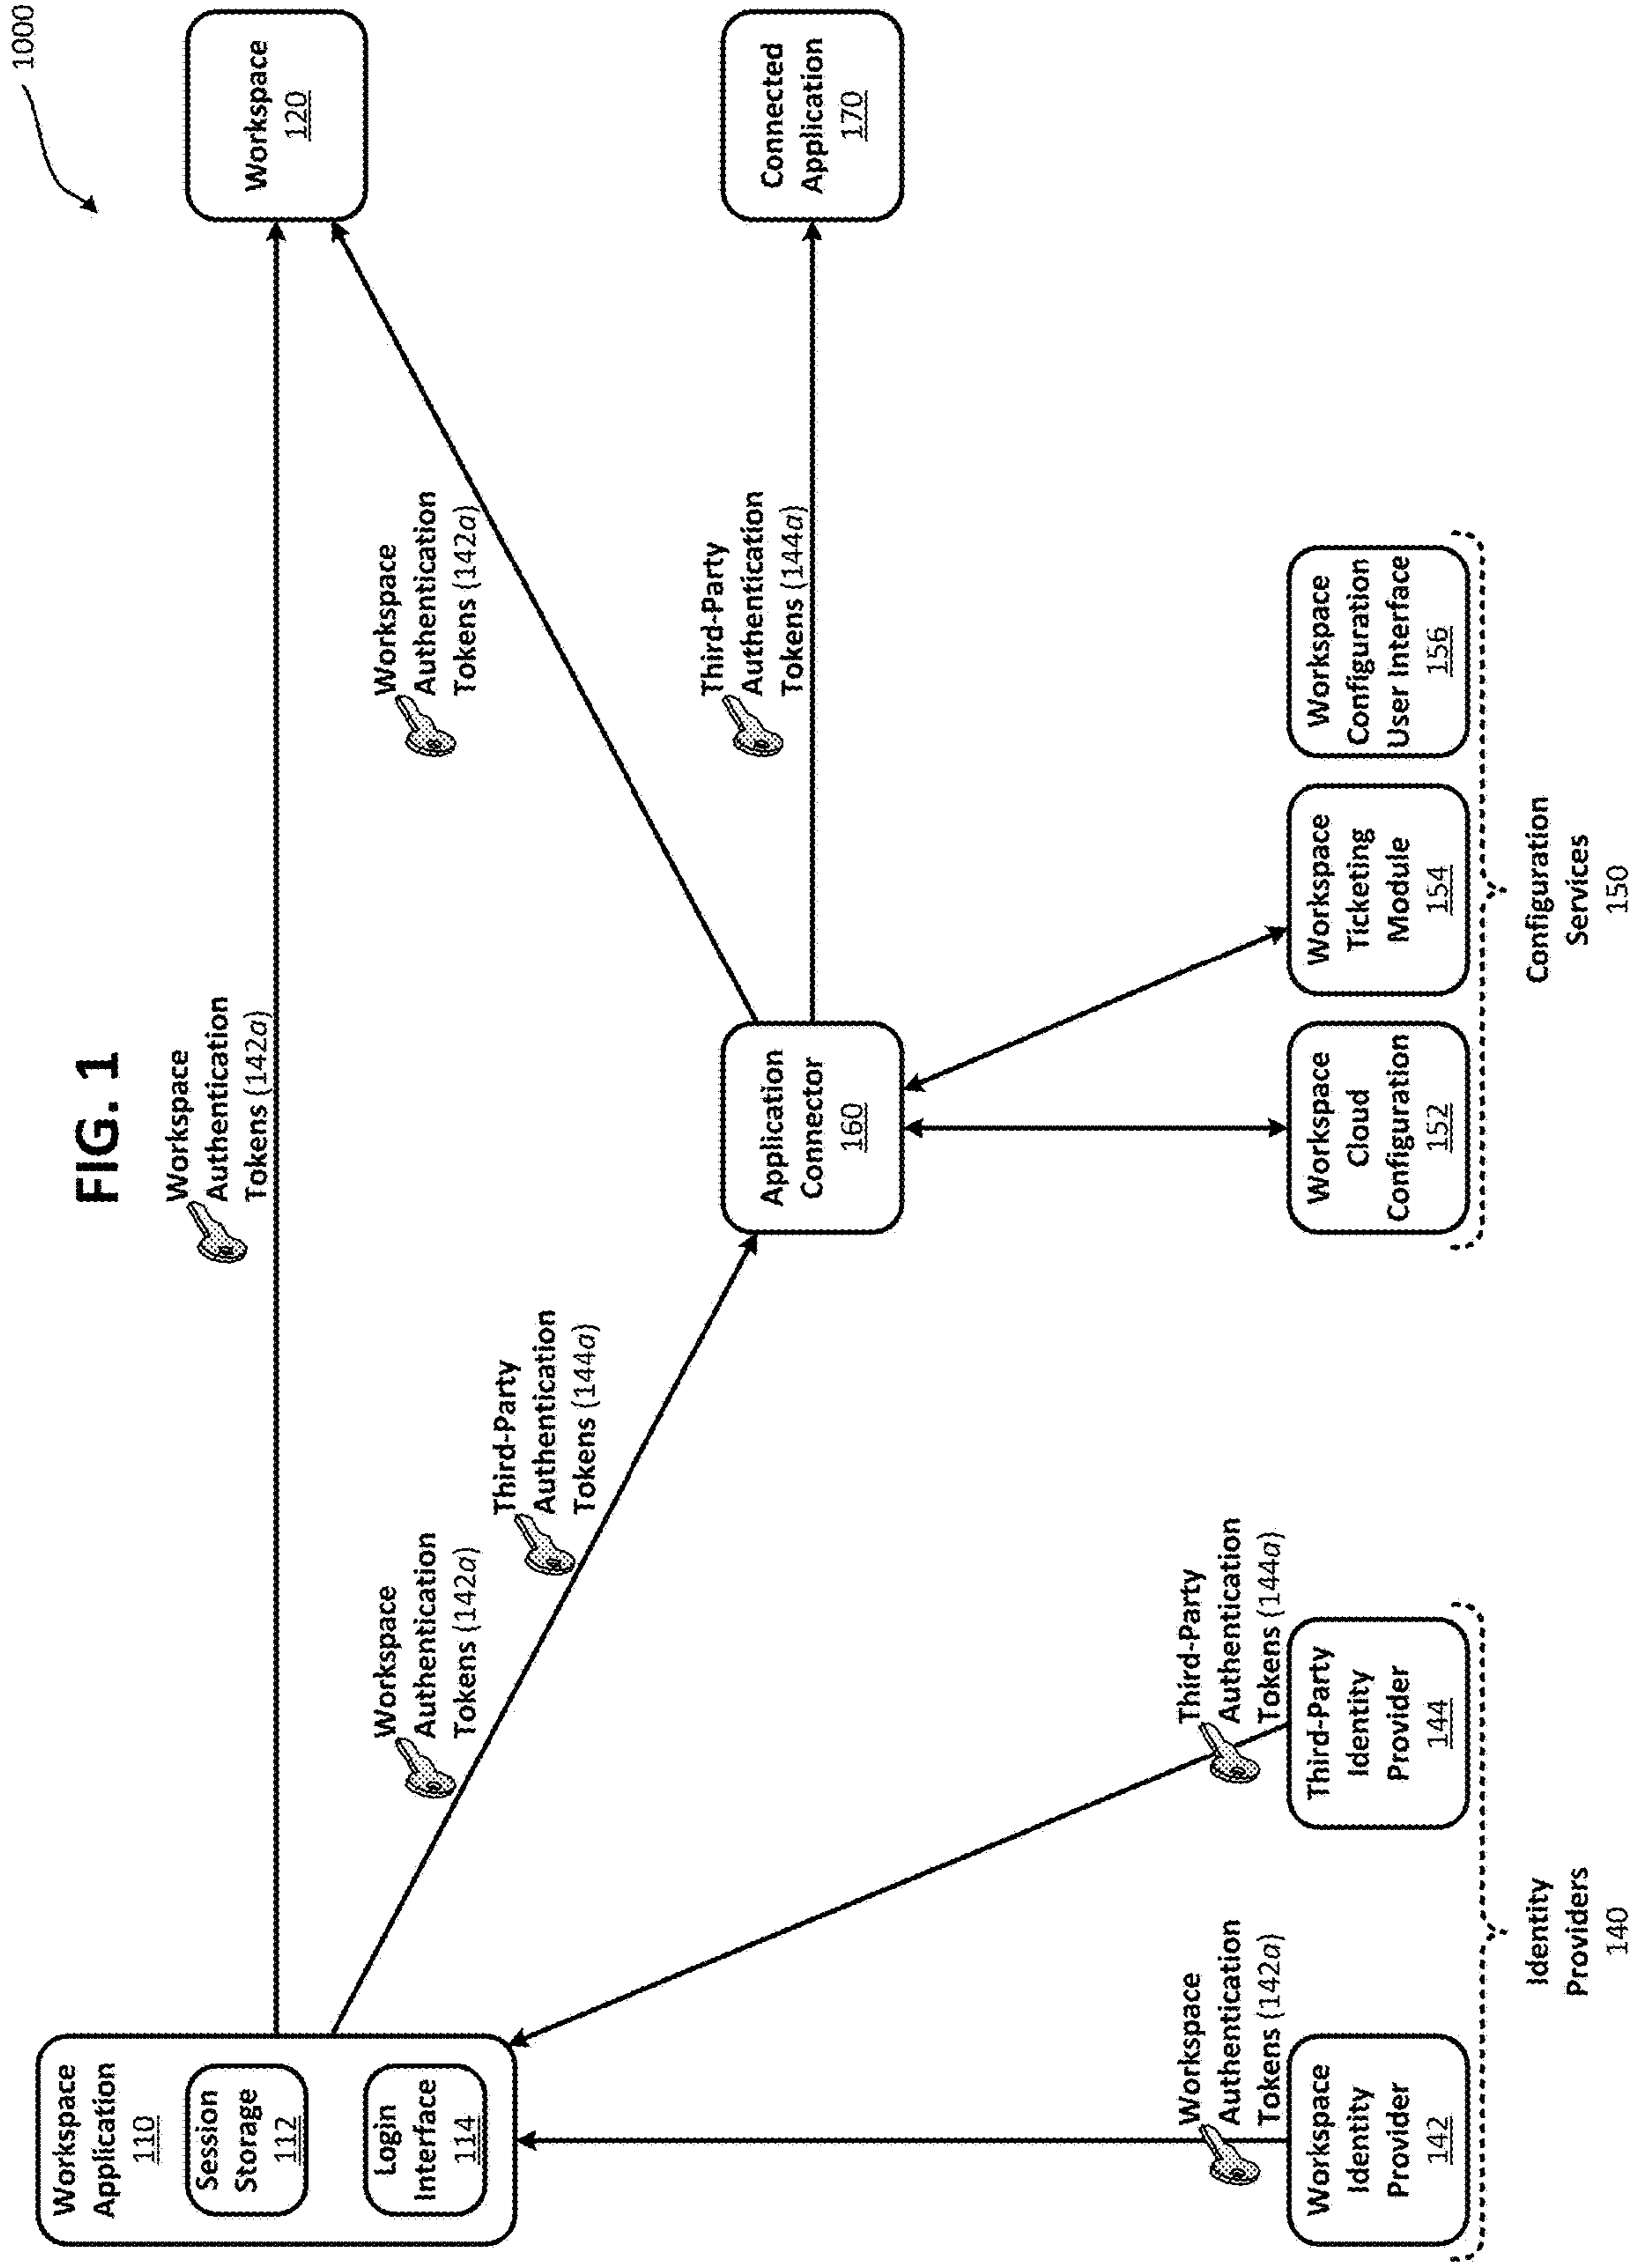 FIG. 1
1000
Workspace
Application
110
Session
Storage
112
Login
Interface
114
Workspace
Authentication
Tokens (142a)
Workspace
120
Workspace
Authentication
Tokens (142a)
Third-Party
Authentication
Tokens (144a)
Workspace
Authentication
Tokens (142a)
Application
Connector
160
Third-Party
Authentication
Tokens (144a)
Connected
Application
170
Workspace
Authentication
Tokens (142a)
Third-Party
Authentication
Tokens (144a)
Workspace
Identity
Provider
142
Third-Party
Identity
Provider
144
Workspace
Cloud
Configuration
152
Workspace
Ticketing
Module
154
Workspace
Configuration
User Interface
156
Identity
Providers
140
Configuration
Services
150